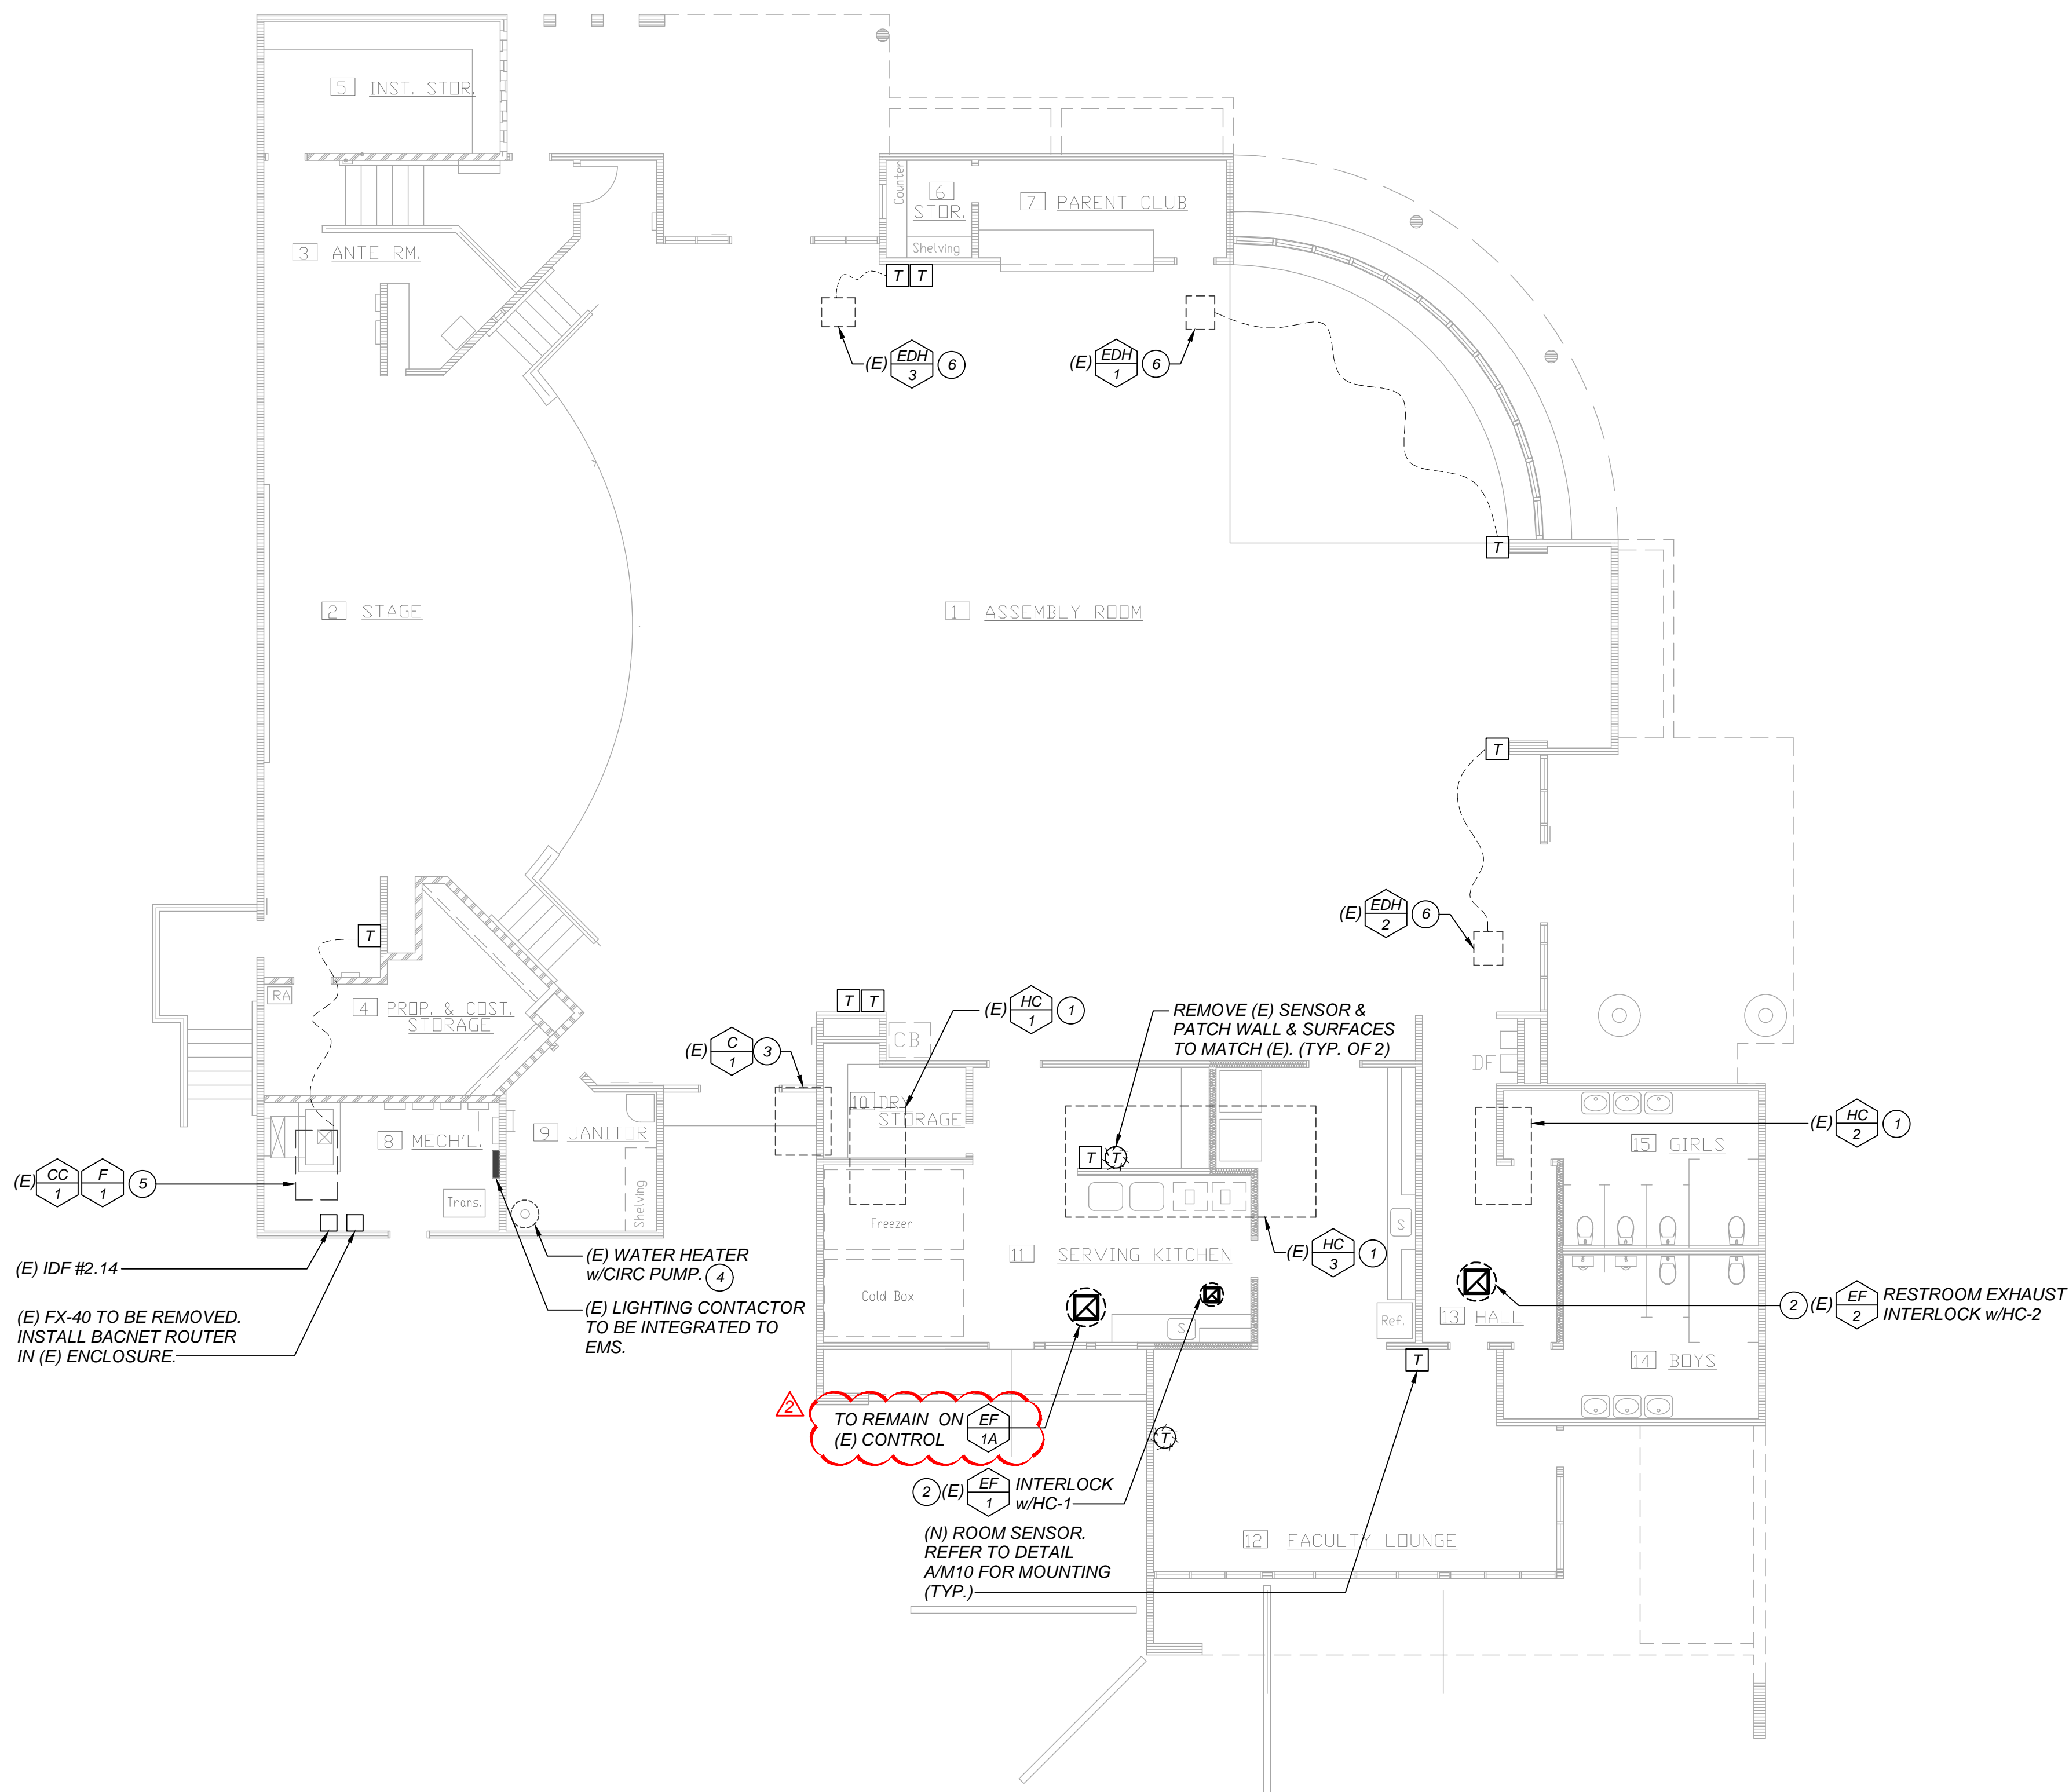 5 INST. STOR.
Counter
6
STOR.
7 PARENT CLUB
Shelving
3 ANTE RM.
T T
(E) EDH 3 6
(E) EDH 1 6
T
2 STAGE
1 ASSEMBLY ROOM
T
(E) EDH 2 6
T
RA
4 PROP. & COST.
STORAGE
T T
(E) HC 1 1
REMOVE (E) SENSOR &
PATCH WALL & SURFACES
TO MATCH (E). (TYP. OF 2)
CB
(E) C 1 3
DF
10 DRY
STORAGE
8 MECH'L.
9 JANITOR
T T
(E) HC 2 1
15 GIRLS
(E) CC 1 F 1 5
Trans.
Shelving
Freezer
S
(E) IDF #2.14
(E) WATER HEATER
w/CIRC PUMP. 4
11 SERVING KITCHEN
(E) HC 3 1
(E) FX-40 TO BE REMOVED.
INSTALL BACNET ROUTER
IN (E) ENCLOSURE.
(E) LIGHTING CONTACTOR
TO BE INTEGRATED TO
EMS.
Cold Box
S
Ref.
13 HALL
2 (E) EF 2 RESTROOM EXHAUST
INTERLOCK w/HC-2
T
14 BOYS
2
TO REMAIN ON
(E) CONTROL
EF 1A
T
2 (E) EF 1 INTERLOCK
w/HC-1
(N) ROOM SENSOR.
REFER TO DETAIL
A/M10 FOR MOUNTING
(TYP.)
12 FACULTY LOUNGE